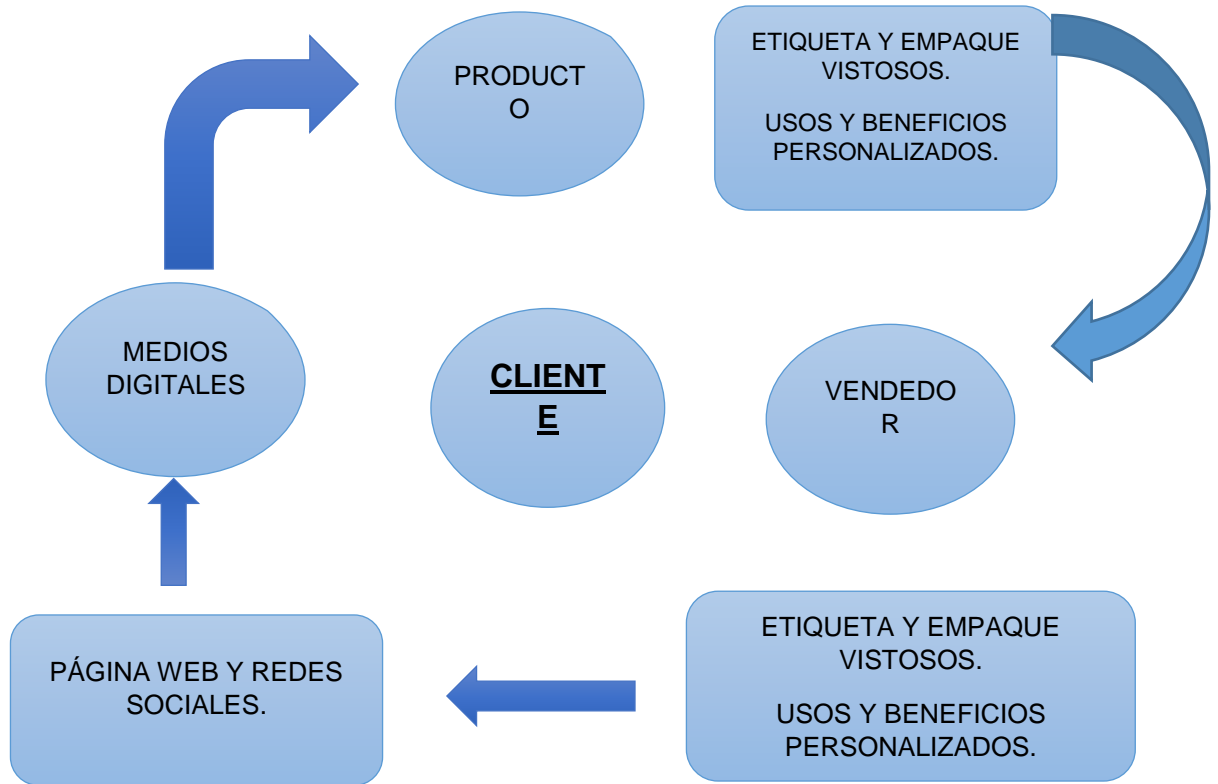 PRODUCT
O
ETIQUETA Y EMPAQUE
VISTOSOS.
USOS Y BENEFICIOS
PERSONALIZADOS.
MEDIOS
DIGITALES
CLIENT
E
VENDEDO
R
PÁGINA WEB Y REDES
SOCIALES.
ETIQUETA Y EMPAQUE
VISTOSOS.
USOS Y BENEFICIOS
PERSONALIZADOS.